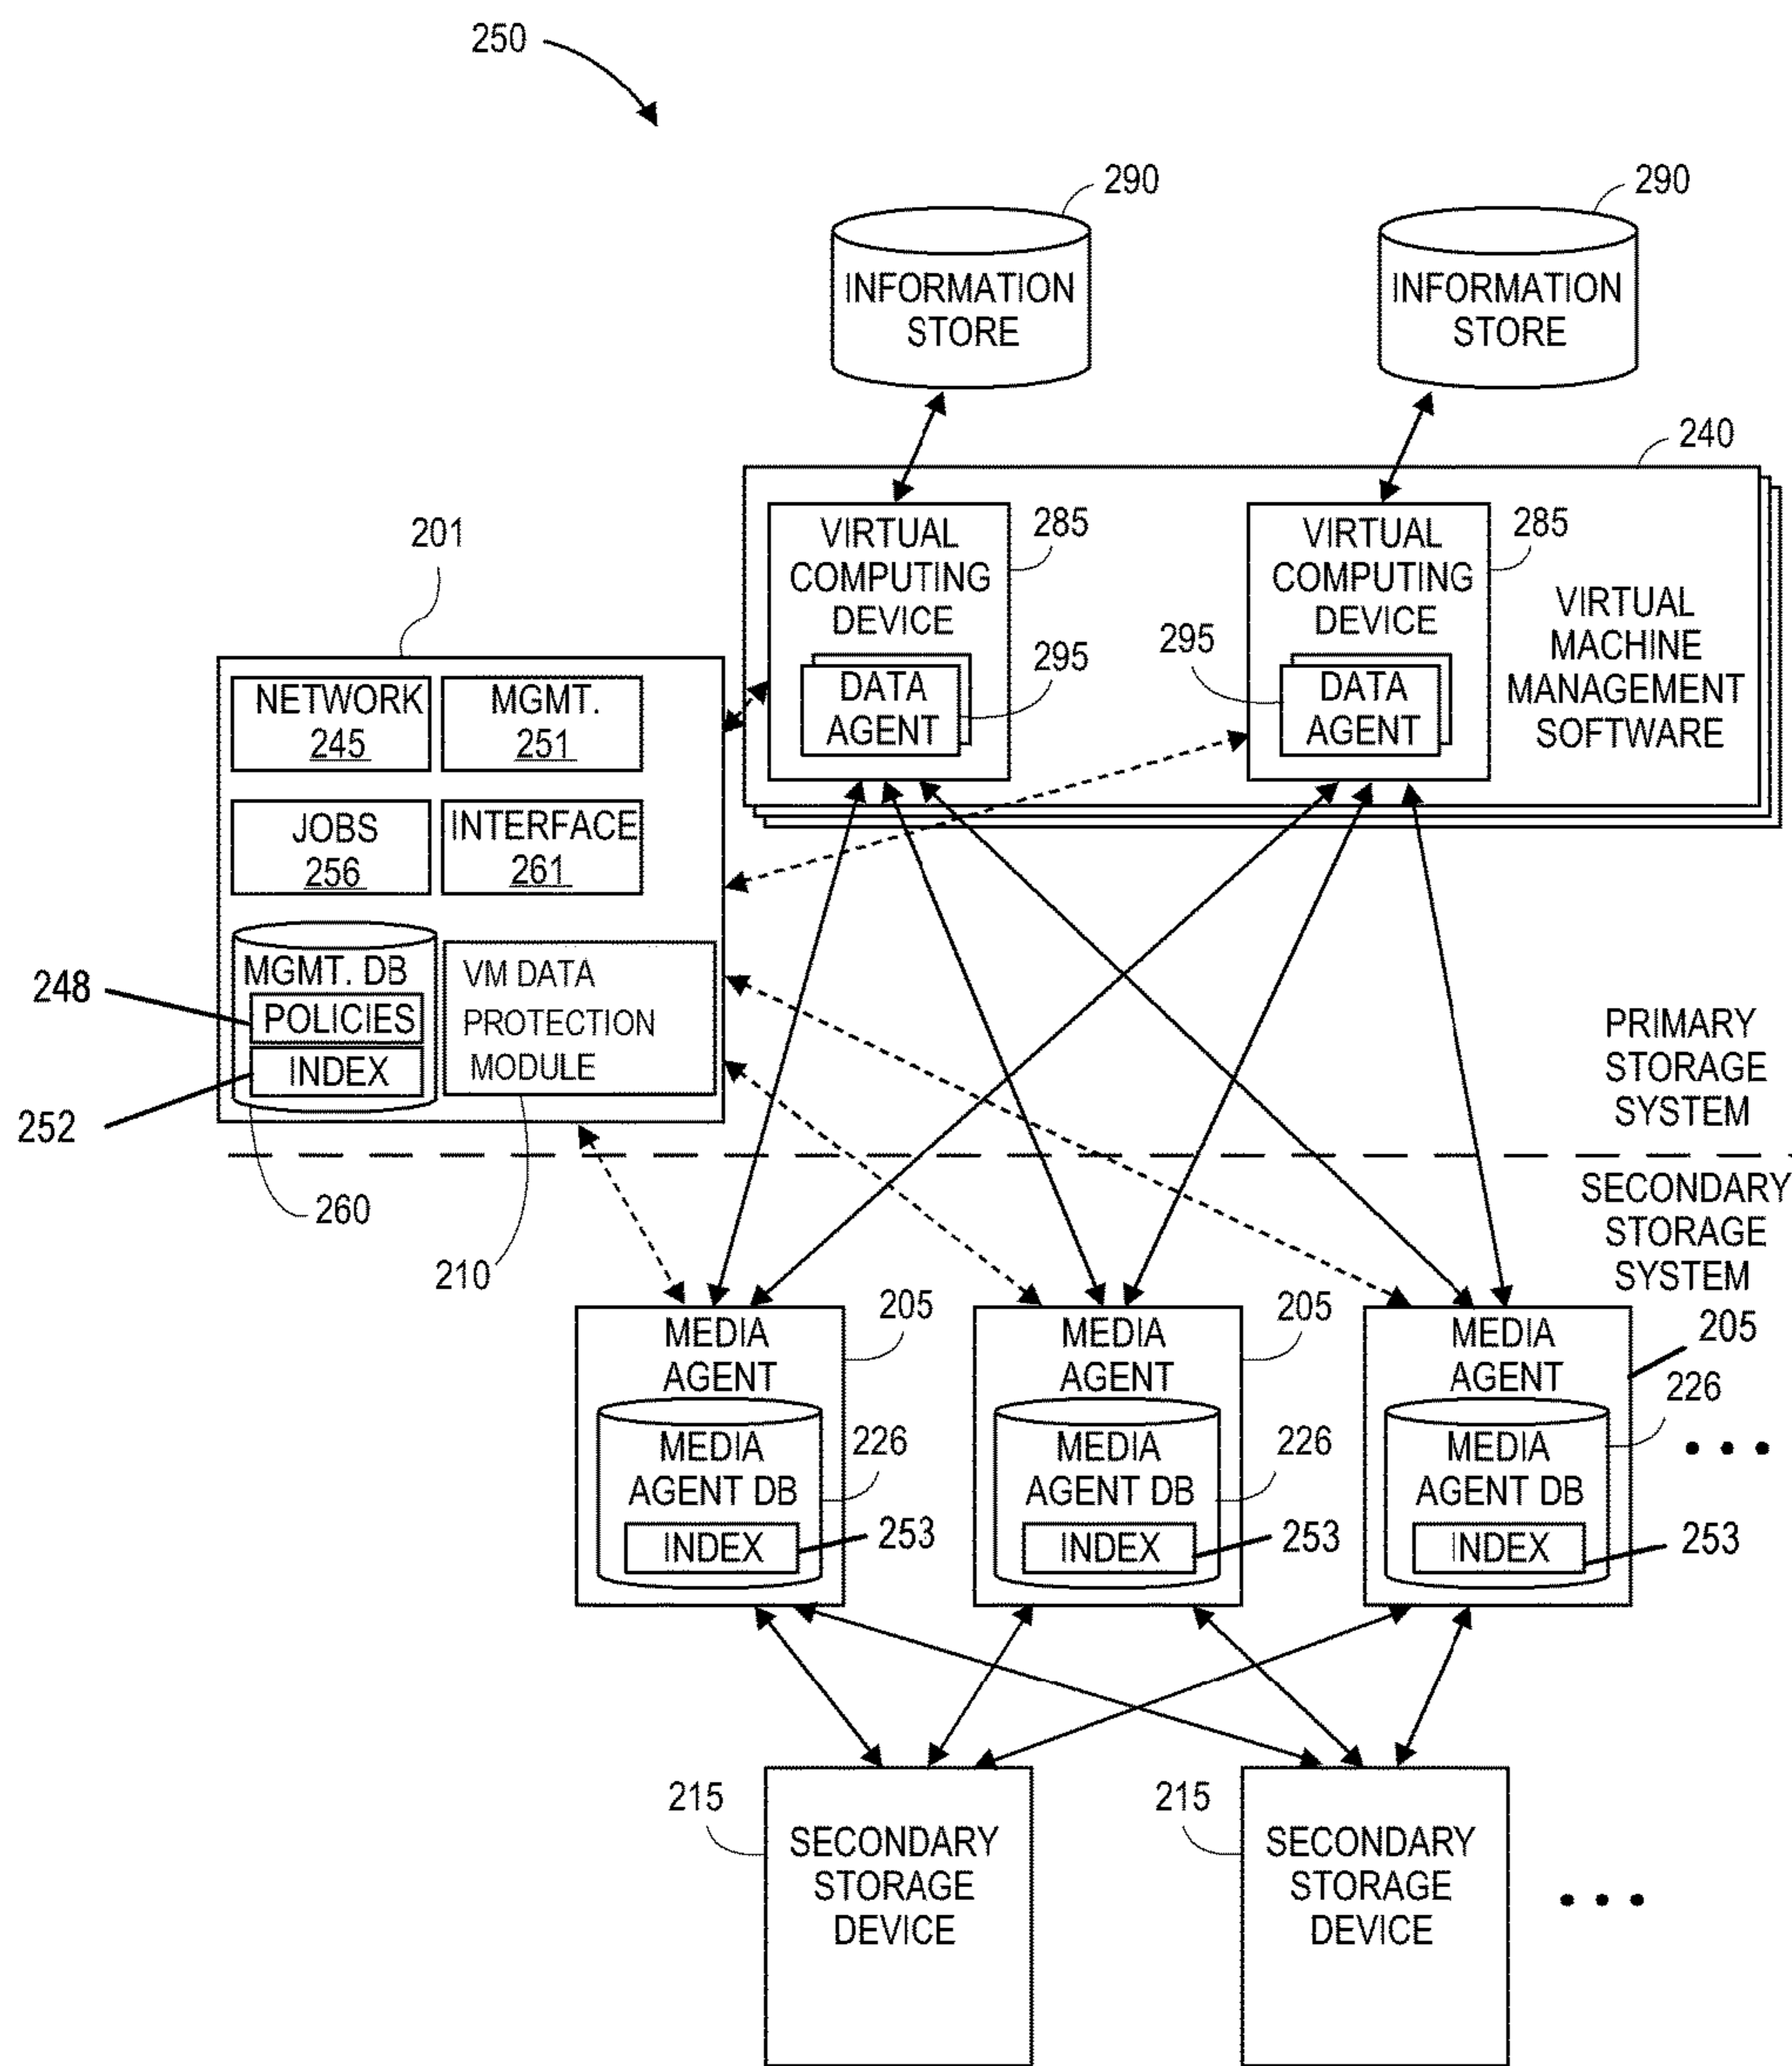 250
290
290
INFORMATION
STORE
INFORMATION
STORE
240
201
VIRTUAL
COMPUTING
DEVICE
285
295
DATA
AGENT
VIRTUAL
COMPUTING
DEVICE
285
295
DATA
AGENT
VIRTUAL
MACHINE
MANAGEMENT
SOFTWARE
NETWORK
245
MGMT.
251
JOBS
256
INTERFACE
261
MGMT. DB
248
POLICIES
INDEX
252
VM DATA
PROTECTION
MODULE
260
210
PRIMARY
STORAGE
SYSTEM
SECONDARY
STORAGE
SYSTEM
MEDIA
AGENT
205
MEDIA
AGENT DB
226
INDEX
253
MEDIA
AGENT
205
MEDIA
AGENT DB
226
INDEX
253
MEDIA
AGENT
205
MEDIA
AGENT DB
226
INDEX
253
• • •
215
SECONDARY
STORAGE
DEVICE
215
SECONDARY
STORAGE
DEVICE
• • •